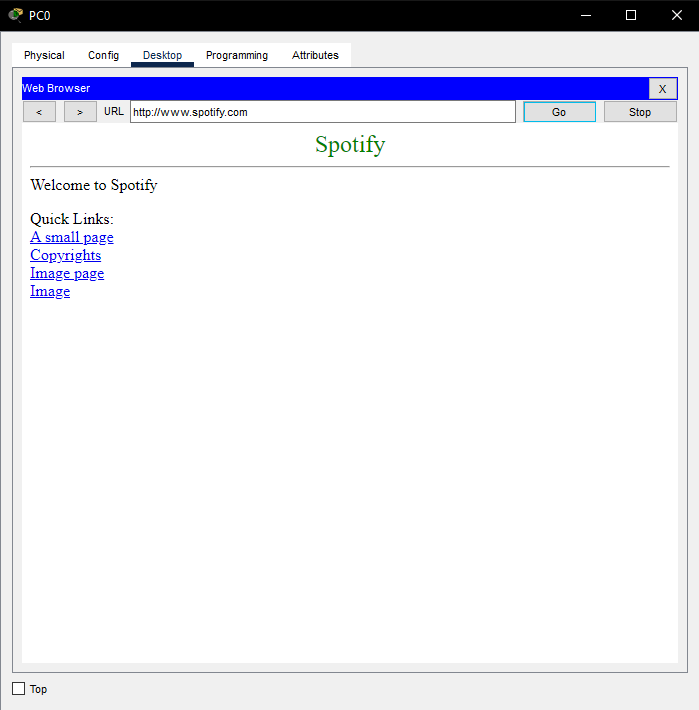 PC0
Physical Config Desktop Programming Attributes
Web Browser X
< > URL http://www.spotify.com Go Stop
Spotify
Welcome to Spotify
Quick Links:
A small page
Copyrights
Image page
Image
Top